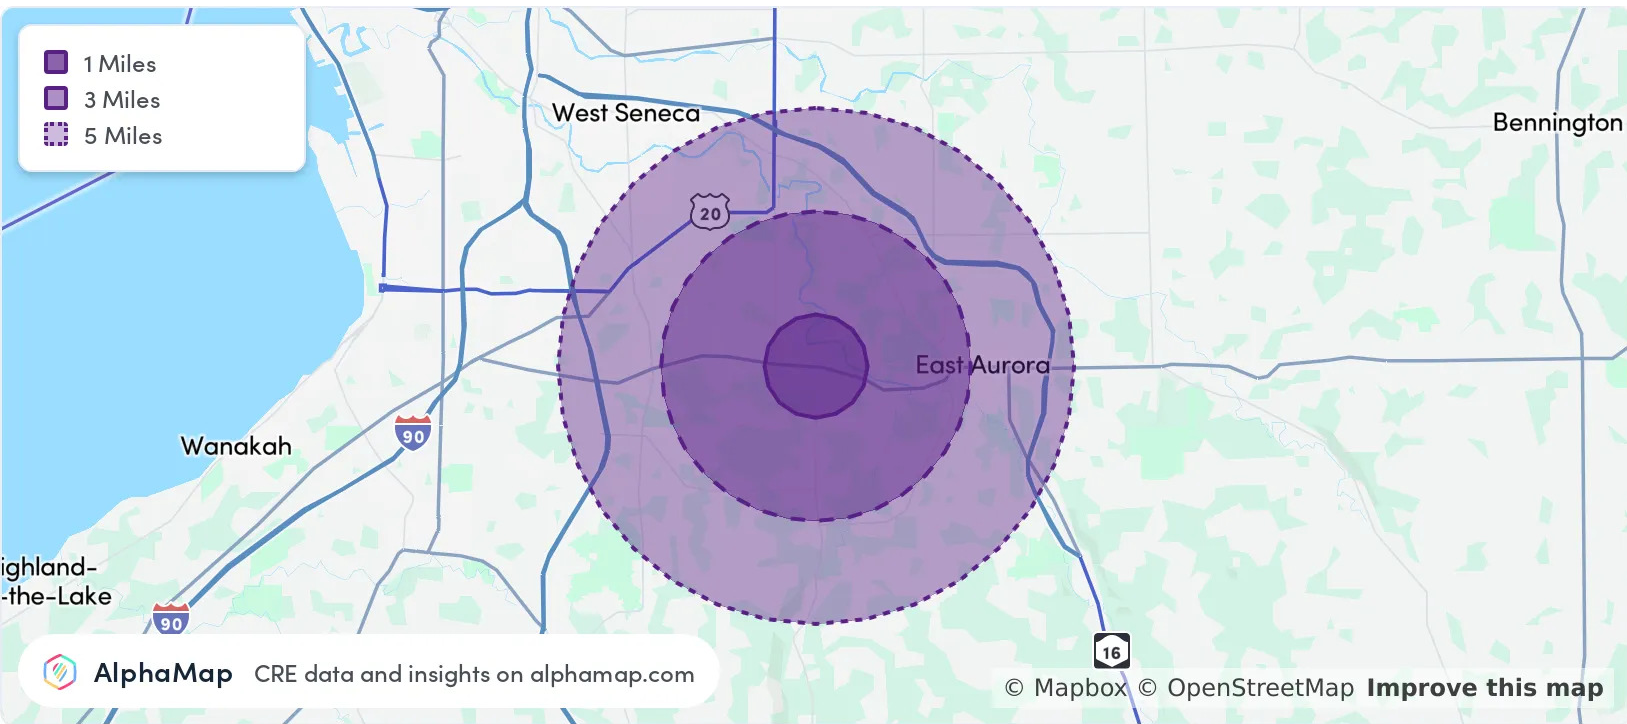 1 Miles
3 Miles
5 Miles
West Seneca
Bennington
20
East Aurora
90
Wanakah
ighland-
-the-Lake
90
16
AlphaMap CRE data and insights on alphamap.com
© Mapbox © OpenStreetMap Improve this map